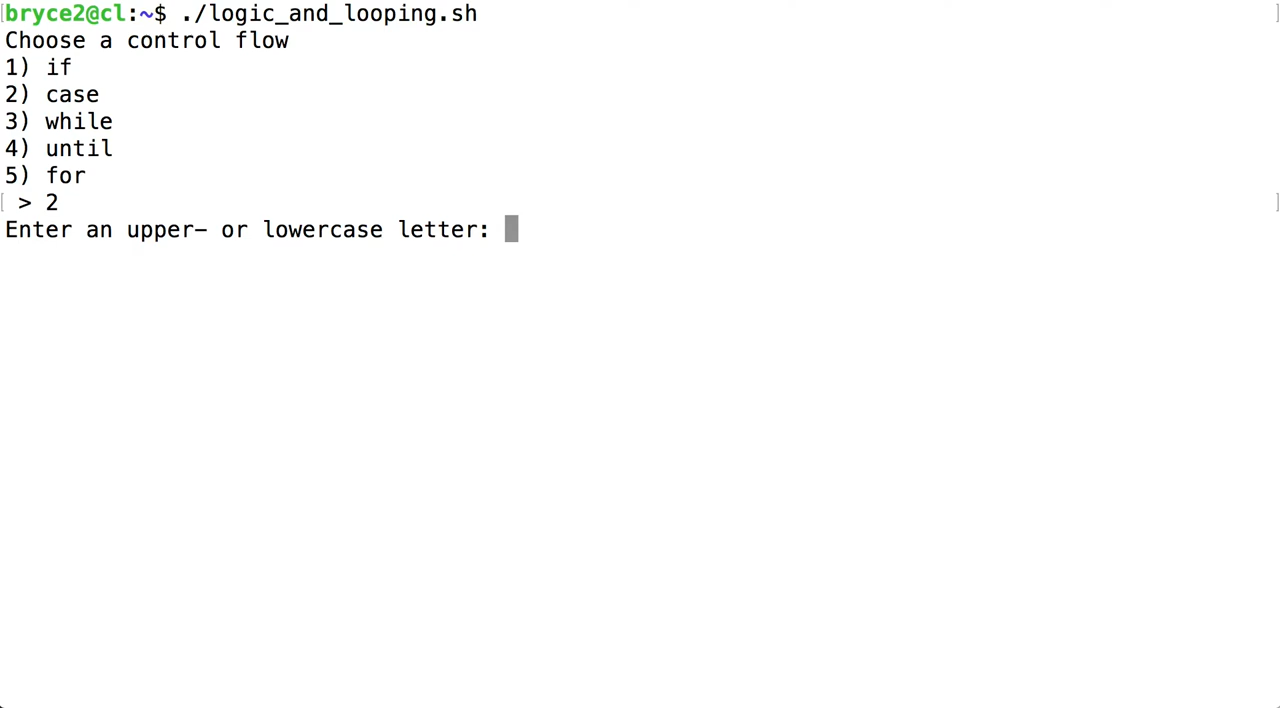 [bryce2@cl:~$ ./logic_and_looping.sh ]
Choose a control flow
1) if
2) case
3) while
4) until
5) for
[ > 2 ]
Enter an upper- or lowercase letter: